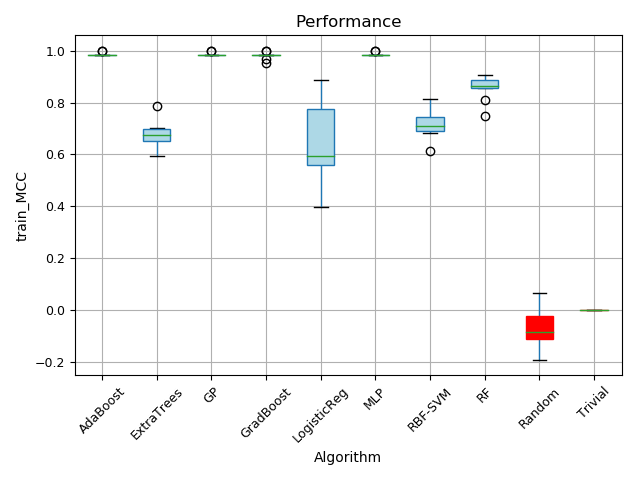 Performance
1.0
0.8
0.6
0.4
0.2
0.0
−0.2
train_MCC
AdaBoost
ExtraTrees
GP
GradBoost
LogisticReg
MLP
RBF-SVM
RF
Random
Trivial
Algorithm